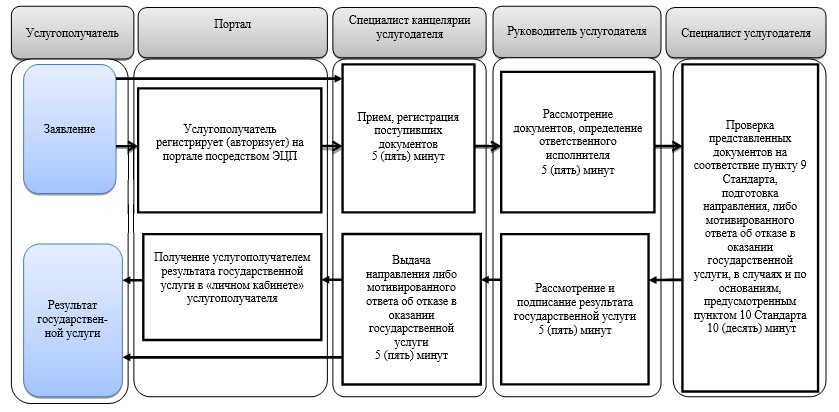 Услугополучатель
Портал
Специалист канцелярии
услугодателя
Руководитель услугодателя
Специалист услугодателя
Заявление
Услугополучатель
регистрирует (авторизует) на
портале посредством ЭЦП
Прием, регистрация
поступивших
документов
5 (пять) минут
Рассмотрение
документов, определение
ответственного
исполнителя
5 (пять) минут
Проверка
представленных
документов на
соответствие пункту 9
Стандарта,
подготовка
направления, либо
мотивированного
ответа об отказе в
оказании
государственной
услуги, в случаях и по
основаниям,
предусмотренным
пунктом 10 Стандарта
10 (десять) минут
Рассмотрение и
подписание результата
государственной услуги
5 (пять) минут
Выдача
направления либо
мотивированного
ответа об отказе в
оказании
государственной
услуги
5 (пять) минут
Получение услугополучателем
результата государственной
услуги в «личном кабинете»
услугополучателя
Результат
государствен-
ной услуги